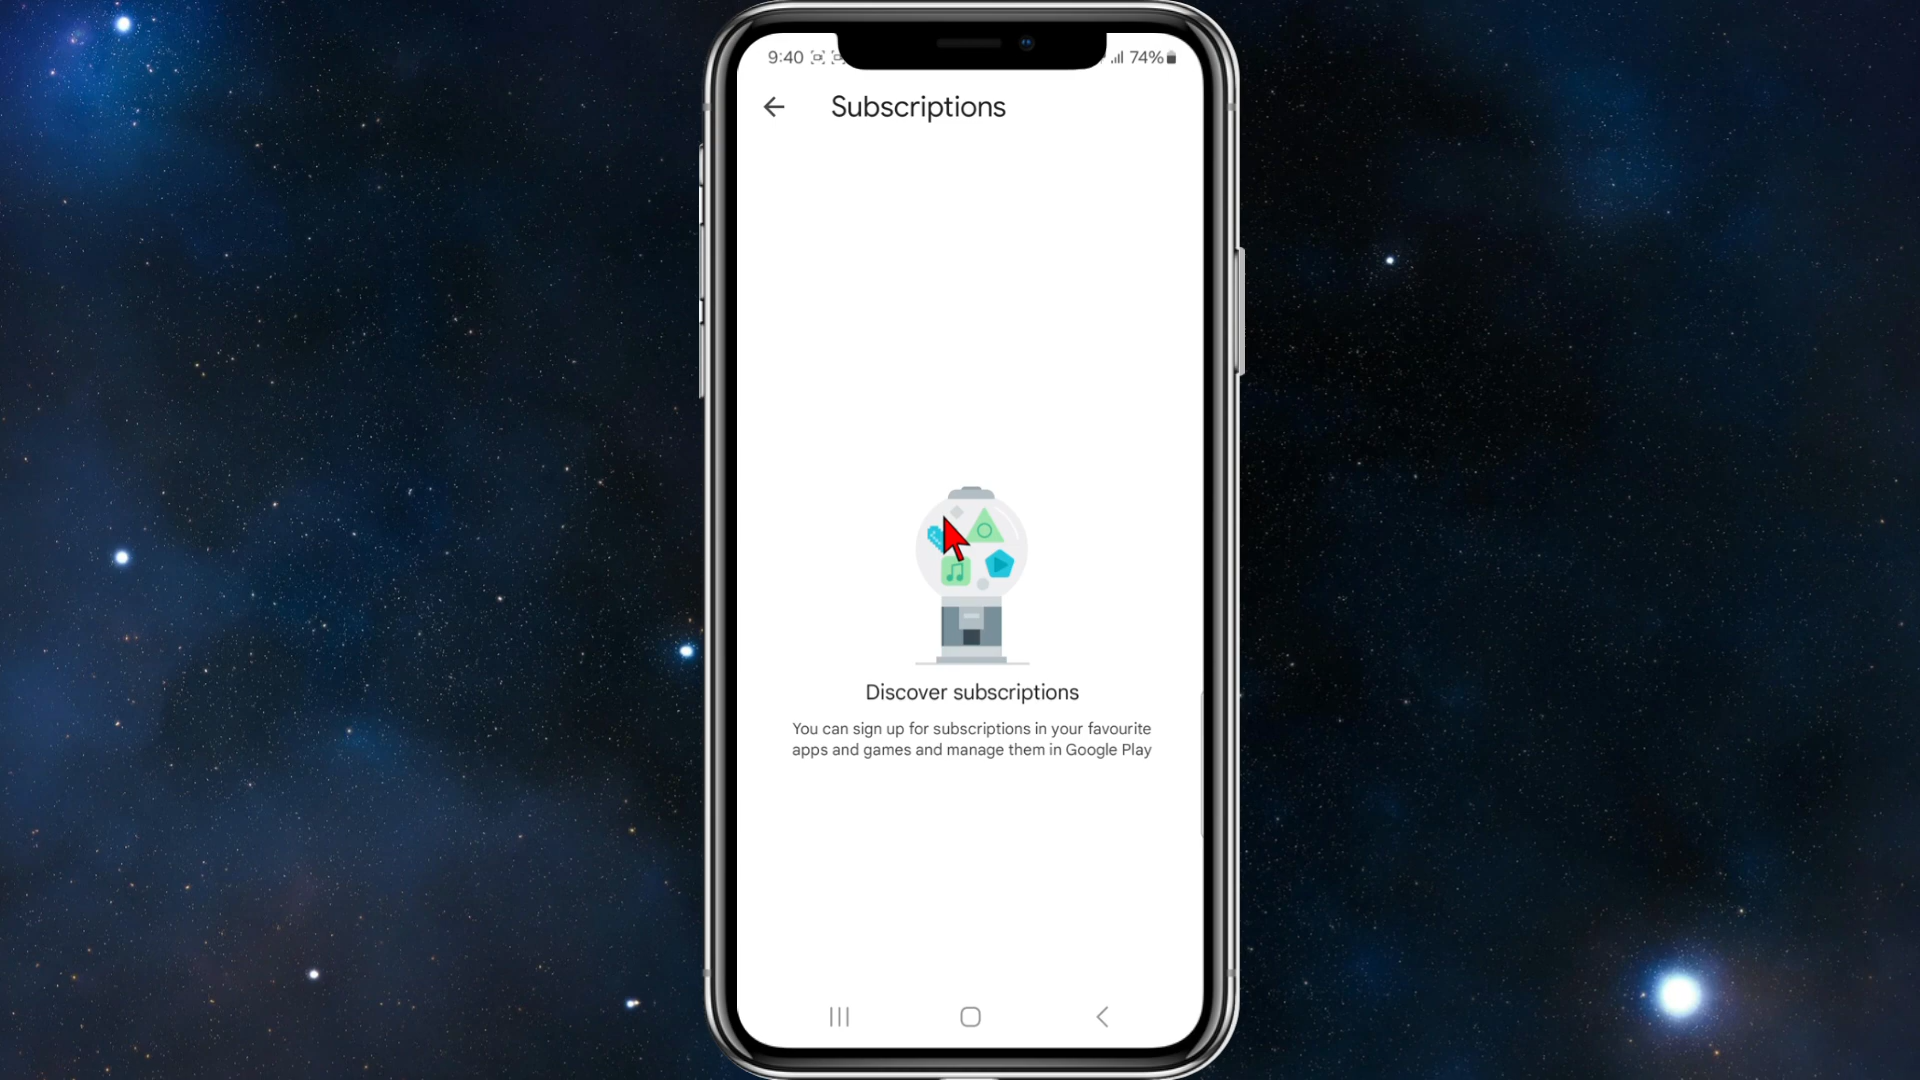 9:40 74%
Subscriptions
Discover subscriptions
You can sign up for subscriptions in your favourite
apps and games and manage them in Google Play